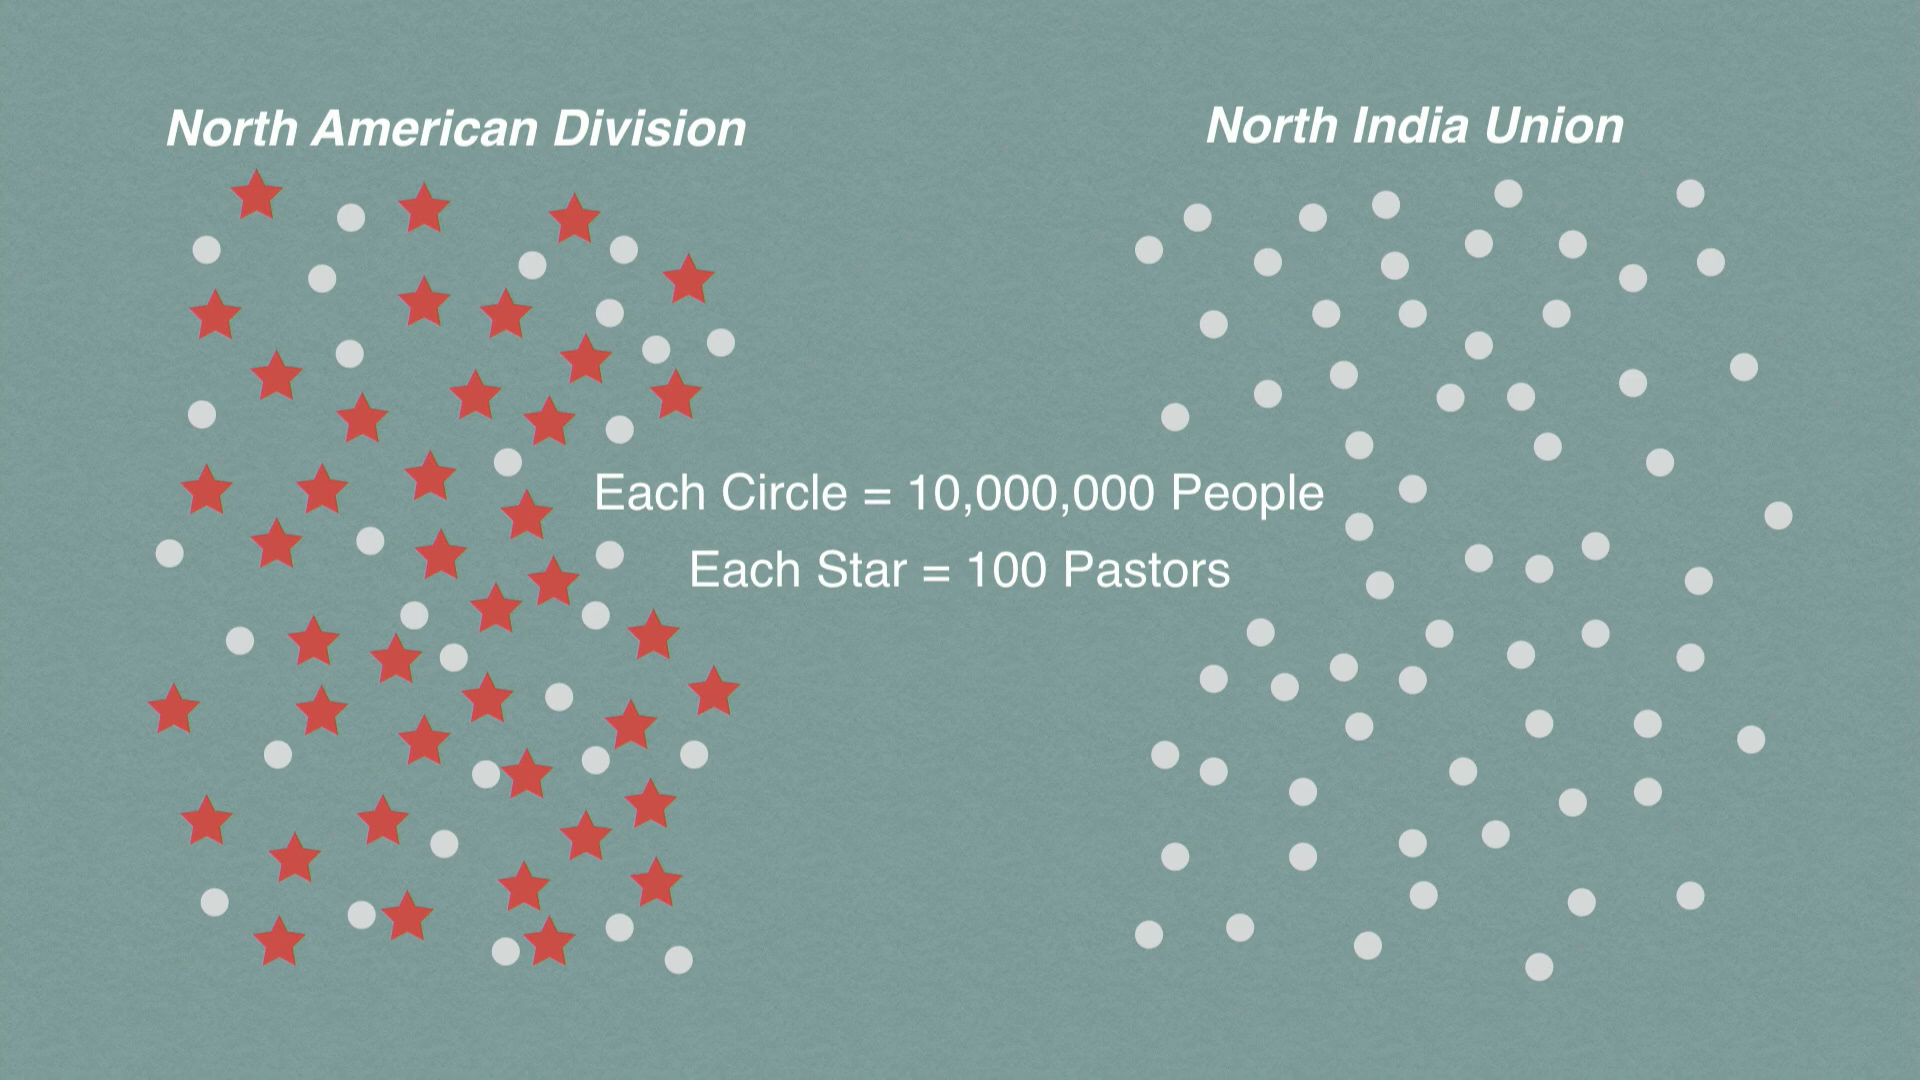 North American Division
North India Union
Each Circle = 10,000,000 People
Each Star = 100 Pastors